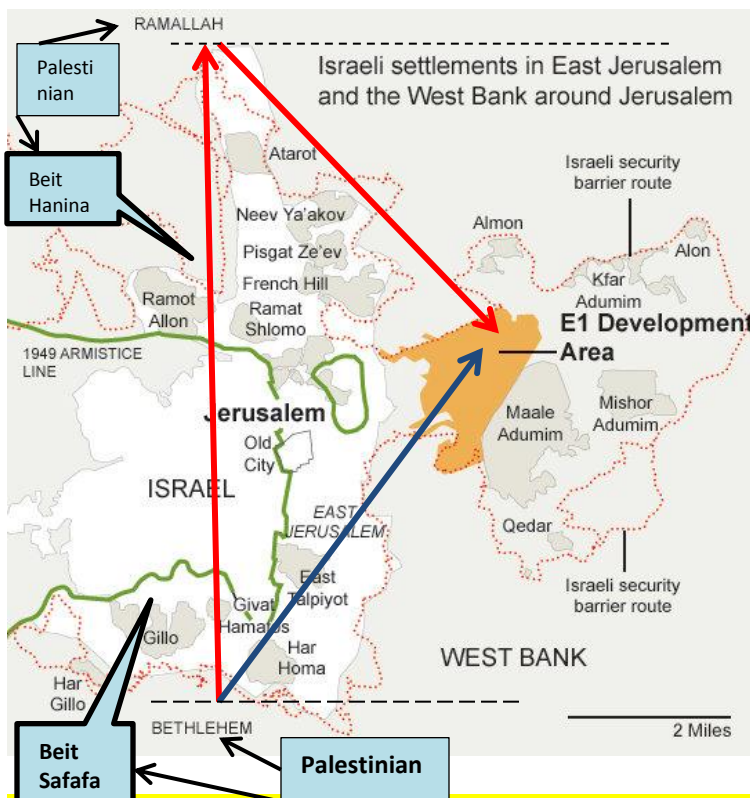 RAMALLAH
Palesti
nian
Israeli settlements in East Jerusalem
and the West Bank around Jerusalem
Beit
Hanina
Atarot
Israeli security
barrier route
Neev Ya'akov
Almon
Alon
Pisgat Ze'ev
French Hill
Kfar
Adumim
Ramot
Allon
Ramat
Shlomo
E1 Development
Area
1949 ARMISTICE
LINE
Jerusalem
Old
City
Maale
Adumim
Mishor
Adumim
ISRAEL
EAST
JERUSALEM
Qedar
East
Talpiyot
Israeli security
barrier route
Givat
Hamatos
Gillo
Har
Homa
WEST BANK
Har
Gillo
BETHLEHEM
2 Miles
Beit
Safafa
Palestinian